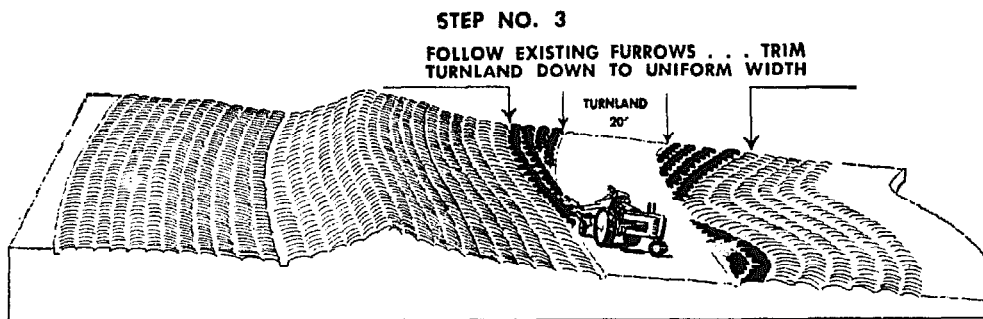 STEP NO. 3
FOLLOW EXISTING FURROWS . . . TRIM
TURNLAND DOWN TO UNIFORM WIDTH
TURNLAND
20'